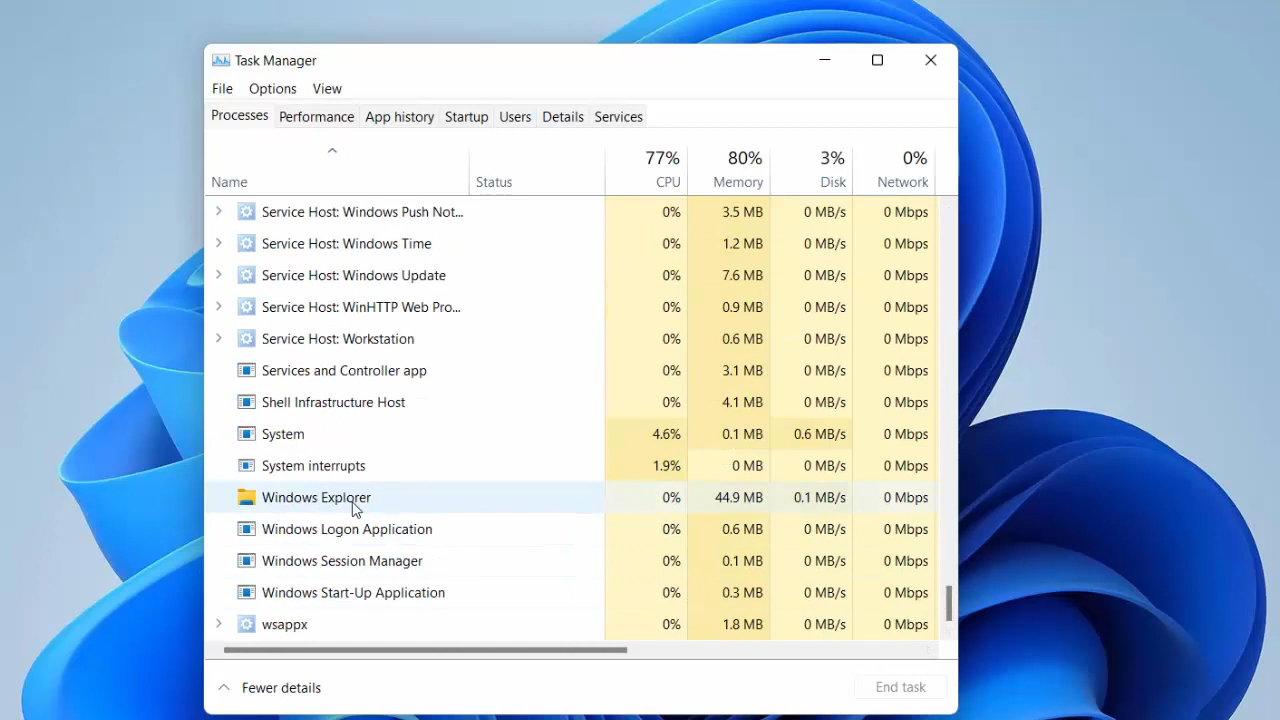 Task Manager
File Options View
Processes Performance App history Startup Users Details Services
77% 80% 3% 0%
Name Status CPU Memory Disk Network
Service Host: Windows Push Not... 0% 3.5 MB 0 MB/s 0 Mbps
Service Host: Windows Time 0% 1.2 MB 0 MB/s 0 Mbps
Service Host: Windows Update 0% 7.6 MB 0 MB/s 0 Mbps
Service Host: WinHTTP Web Pro... 0% 0.9 MB 0 MB/s 0 Mbps
Service Host: Workstation 0% 0.6 MB 0 MB/s 0 Mbps
Services and Controller app 0% 3.1 MB 0 MB/s 0 Mbps
Shell Infrastructure Host 0% 4.1 MB 0 MB/s 0 Mbps
System 4.6% 0.1 MB 0.6 MB/s 0 Mbps
System interrupts 1.9% 0 MB 0 MB/s 0 Mbps
Windows Explorer 0% 44.9 MB 0.1 MB/s 0 Mbps
Windows Logon Application 0% 0.6 MB 0 MB/s 0 Mbps
Windows Session Manager 0% 0.1 MB 0 MB/s 0 Mbps
Windows Start-Up Application 0% 0.3 MB 0 MB/s 0 Mbps
wsappx 0% 1.8 MB 0 MB/s 0 Mbps
Fewer details End task